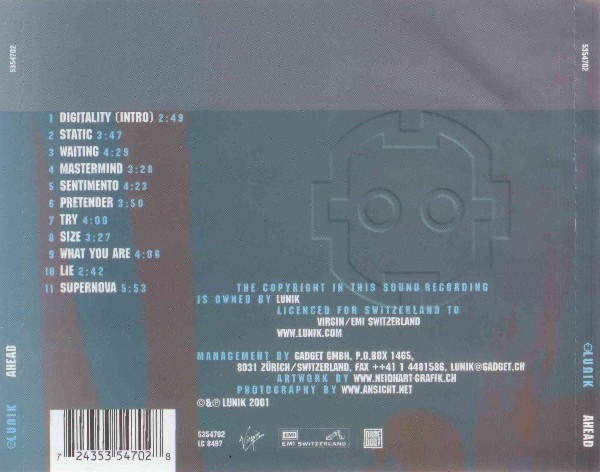 5354702
LUNIK AHEAD
5354702
LUNIK AHEAD
1 DIGITALITY (INTRO) 2:49
2 STATIC 3:47
3 WAITING 4:29
4 MASTERMIND 3:28
5 SENTIMENTO 4:23
6 PRETENDER 3:50
7 TRY 4:09
8 SIZE 3:27
9 WHAT YOU ARE 4:06
10 LIE 2:42
11 SUPERNOVA 5:53
THE COPYRIGHT IN THIS SOUND RECORDING
IS OWNED BY LUNIK
LICENCED FOR SWITZERLAND TO
VIRGIN/EMI SWITZERLAND
WWW.LUNIK.COM
MANAGEMENT BY GADGET GMBH, P.O.BOX 1465,
8031 ZÜRICH/SWITZERLAND, FAX ++41 1 4481586, LUNIK@GADGET.CH
ARTWORK BY WWW.NEIDHART-GRAFIK.CH
PHOTOGRAPHY BY WWW.ANSICHT.NET
©&℗ LUNIK 2001
5354702
LC 8497
Virgin
EMI
EMI SWITZERLAND
7 24353 54702 8